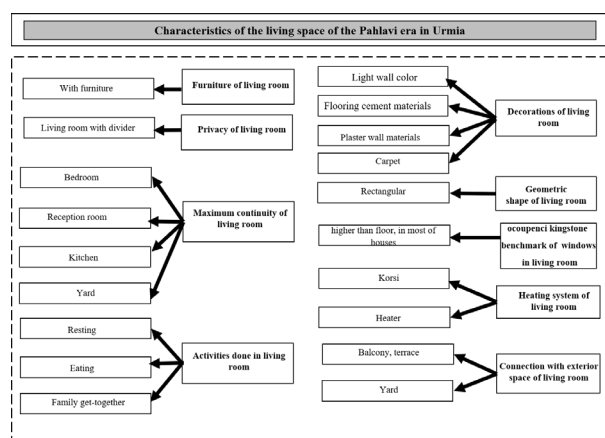 Characteristics of the living space of the Pahlavi era in Urmia
With furniture
Furniture of living room
Living room with divider
Privacy of living room
Bedroom
Reception room
Kitchen
Yard
Maximum continuity of
living room
Resting
Eating
Family get-together
Activities done in living
room
Light wall color
Flooring cement materials
Plaster wall materials
Carpet
Decorations of living
room
Rectangular
Geometric
shape of living room
higher than floor, in most of
houses
ocoupenci kingstone
benchmark of windows
in living room
Korsi
Heater
Heating system of
living room
Balcony, terrace
Yard
Connection with exterior
space of living room